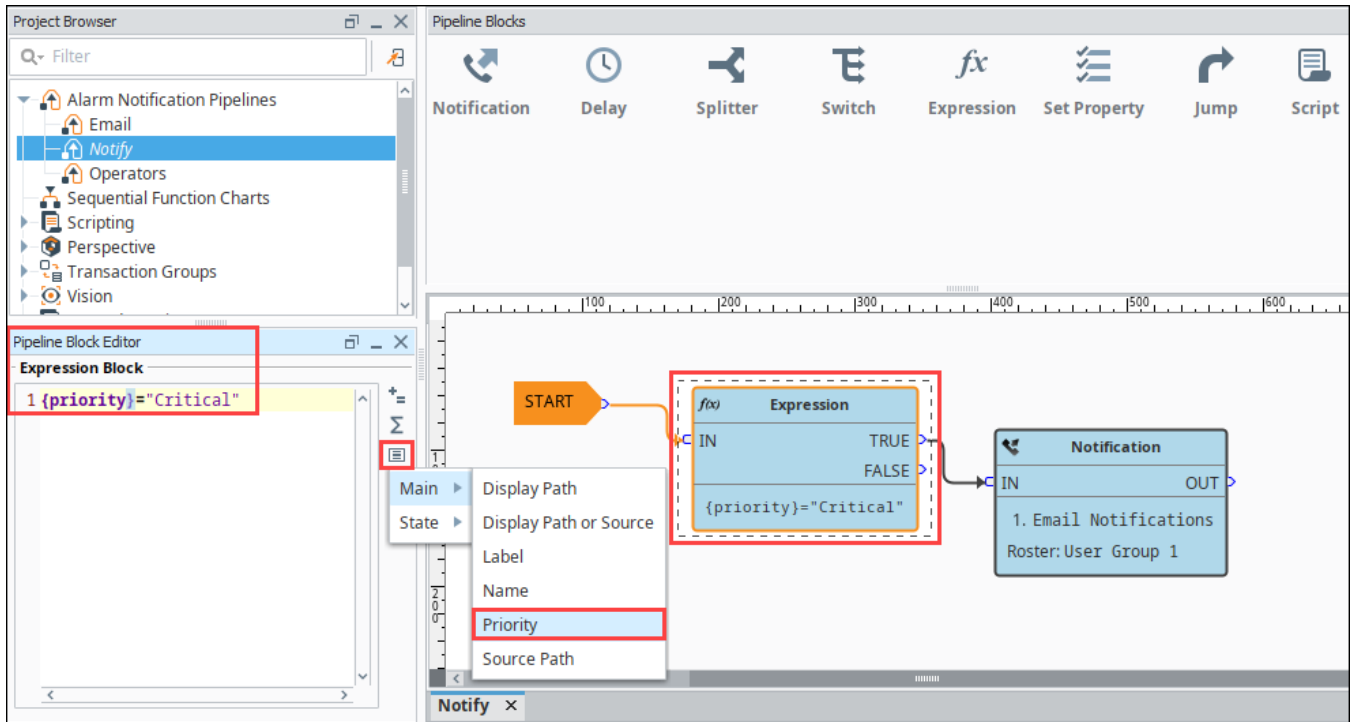 Project Browser
Filter
Alarm Notification Pipelines
Email
Notify
Operators
Sequential Function Charts
Scripting
Perspective
Transaction Groups
Vision
Pipeline Block Editor
Expression Block
1 {priority}="Critical"
Main
State
Display Path
Display Path or Source
Label
Name
Priority
Source Path
Pipeline Blocks
Notification Delay Splitter Switch fx Expression Set Property Jump Script
100 200 300 400 500 600
START
f(x) Expression
IN TRUE
FALSE
{priority}="Critical"
Notification
IN OUT
1. Email Notifications
Roster: User Group 1
200
Notify